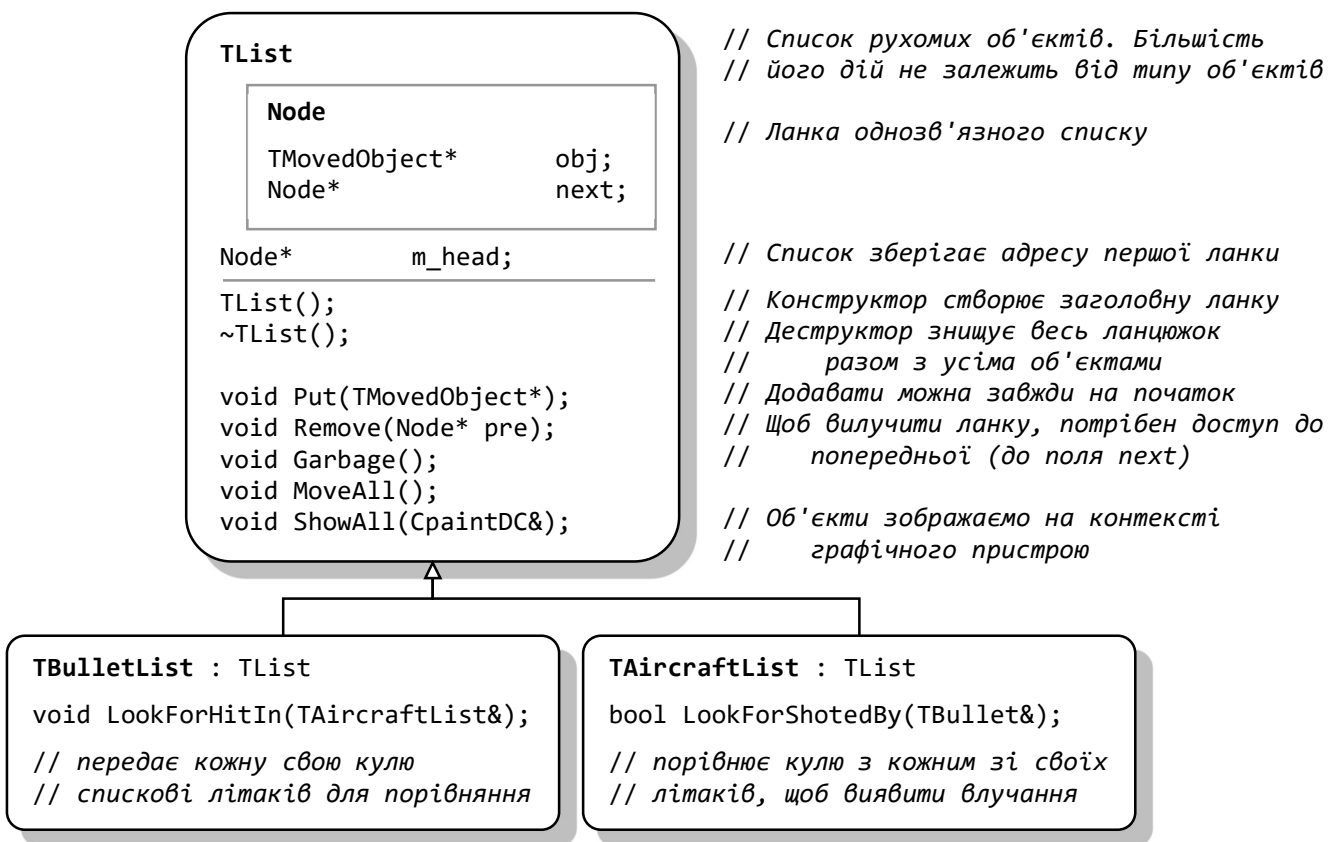 TList
// Список рухомих об'єктів. Більшість
// його дій не залежить від типу об'єктів
Node
// Ланка однозв'язного списку
TMovedObject* obj;
Node* next;
Node* m_head;
// Список зберігає адресу першої ланки
TList();
// Конструктор створює заголовну ланку
~TList();
// Деструктор знищує весь ланцюжок
// разом з усіма об'єктами
void Put(TMovedObject*);
// Додавати можна завжди на початок
void Remove(Node* pre);
// Щоб вилучити ланку, потрібен доступ до
void Garbage();
// попередньої (до поля next)
void MoveAll();
void ShowAll(CpaintDC&);
// Об'єкти зображаємо на контексті
// графічного пристрою
TBulletList : TList
void LookForHitIn(TAircraftList&);
// передає кожну свою кулю
// спискові літаків для порівняння
TAircraftList : TList
bool LookForShotedBy(TBullet&);
// порівнює кулю з кожним зі своїх
// літаків, щоб виявити влучання